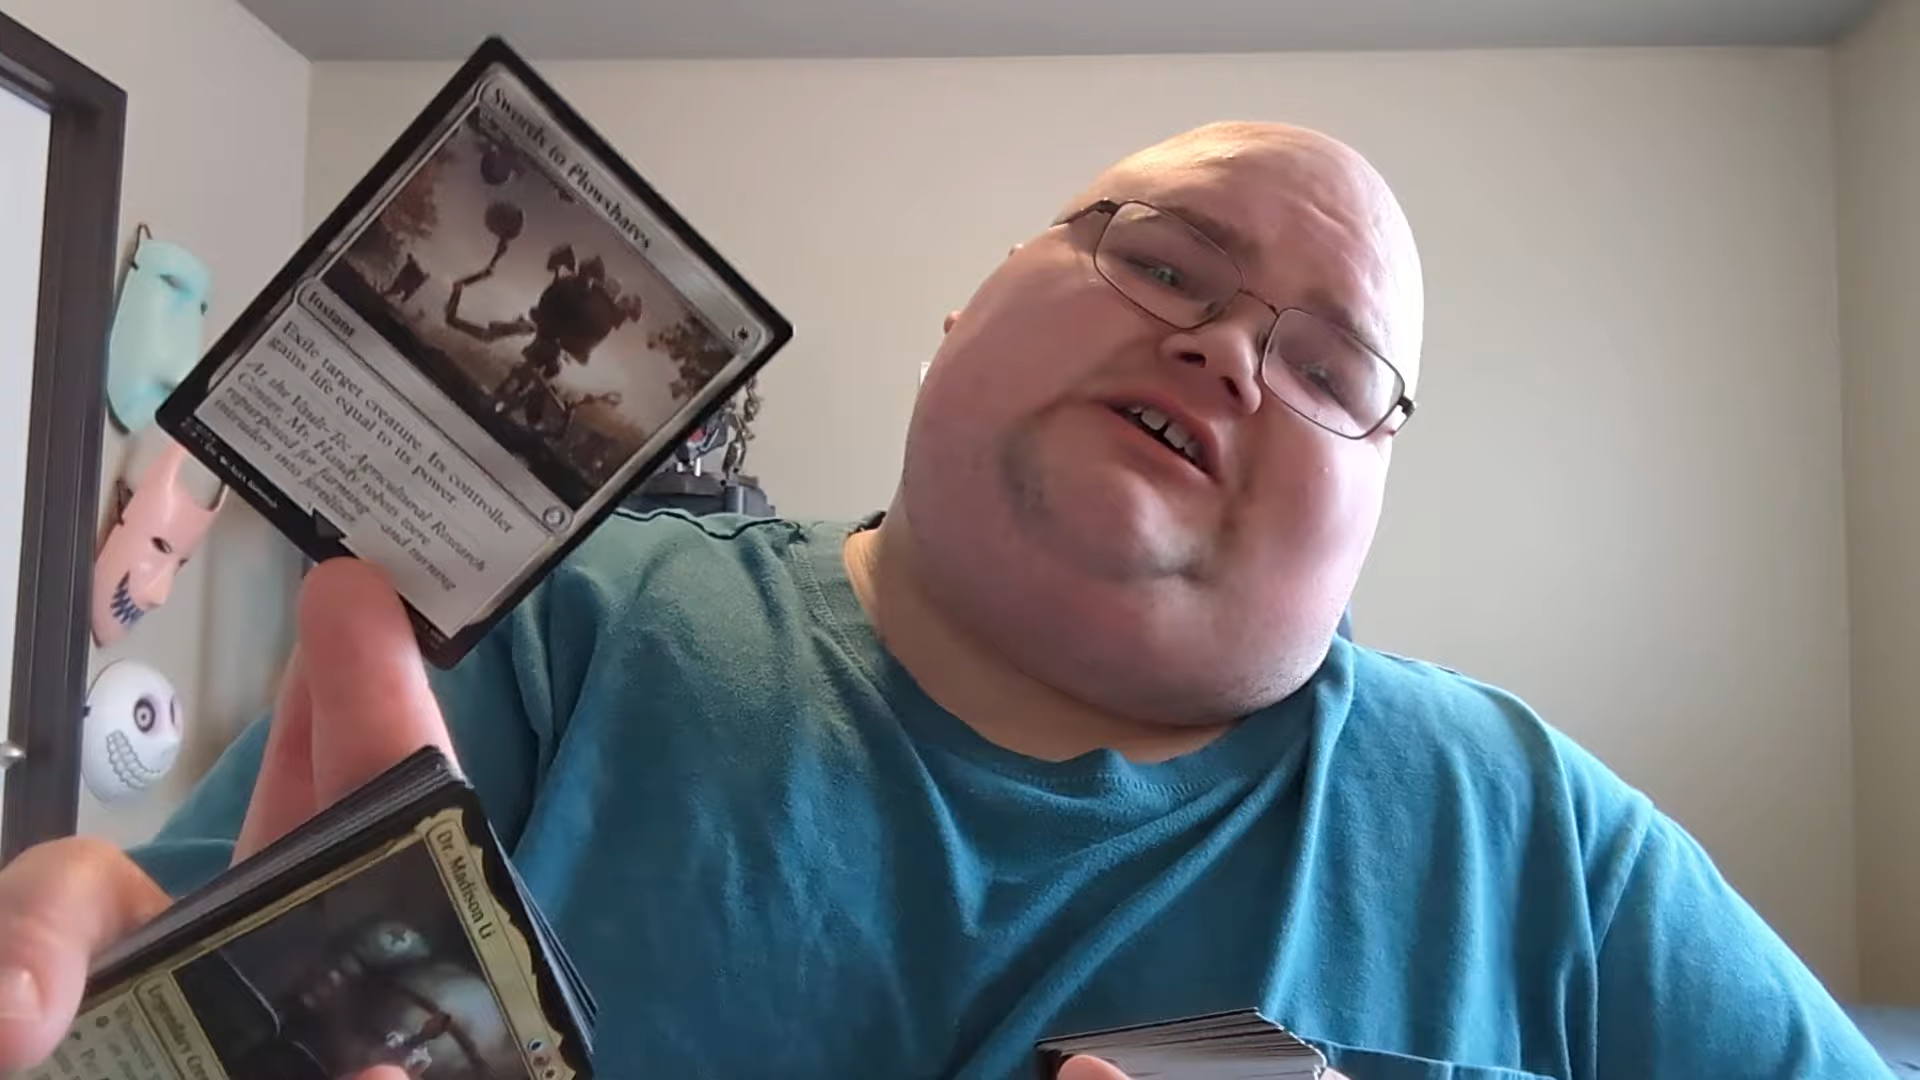 Swords to Plowshares
Instant
Exile target creature. Its controller
gains life equal to its power.
At the Vault-Tec Agricultural Research
Center, Mr. Handy robots were
repurposed for farming—and turning
intruders into fertilizer.
Dr. Madison Li
Legendary
Whenever